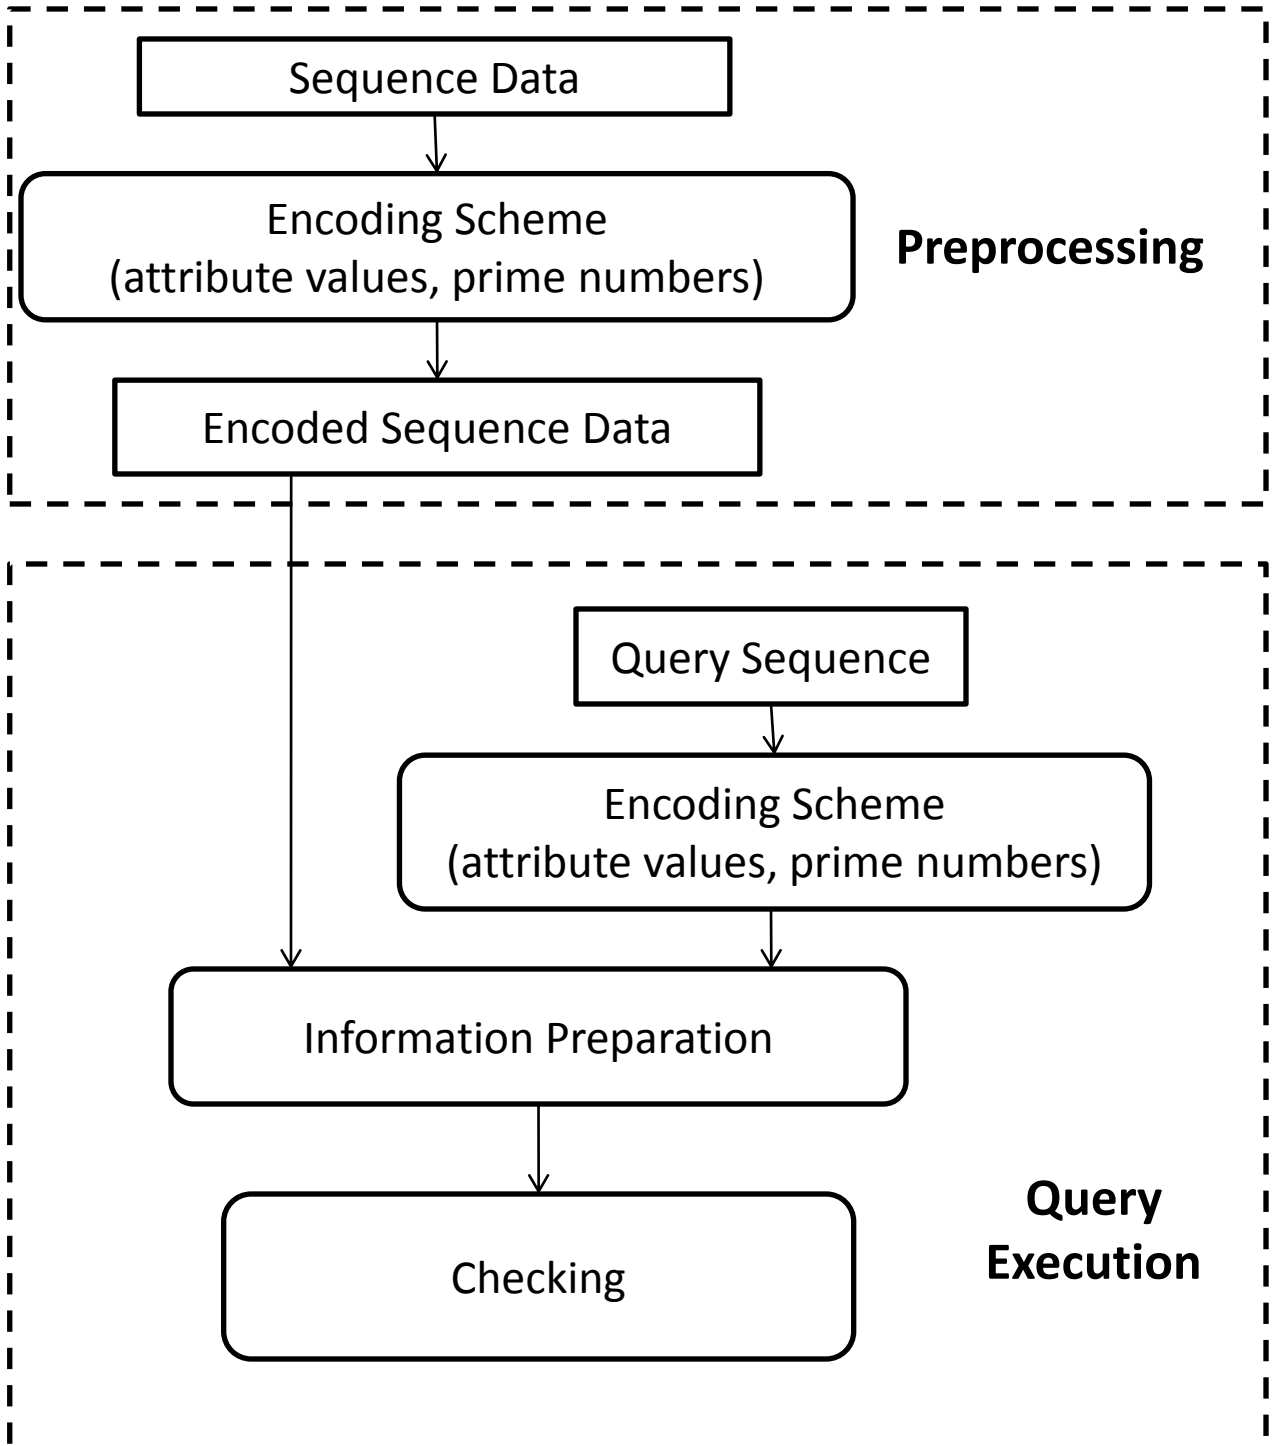 Sequence Data
Encoding Scheme
(attribute values, prime numbers)
Preprocessing
Encoded Sequence Data
Query Sequence
Encoding Scheme
(attribute values, prime numbers)
Information Preparation
Query
Execution
Checking